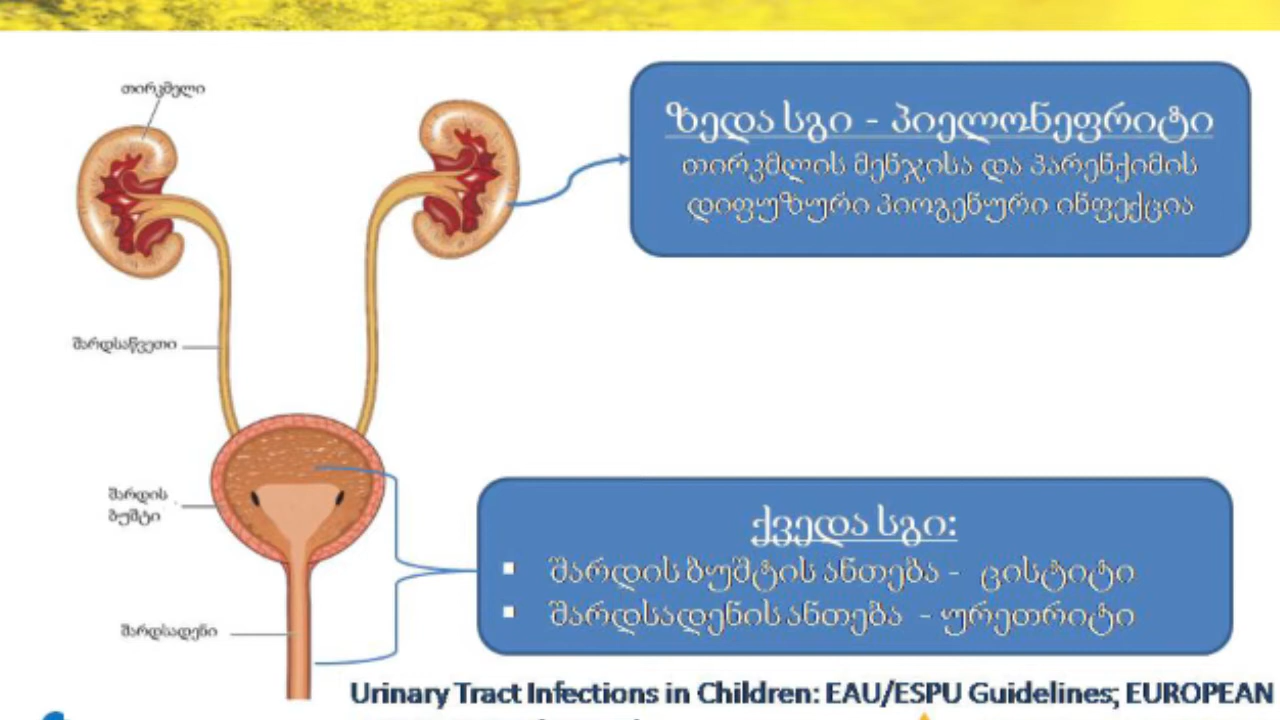 თირკმელი
ზედა სგი - პიელონეფრიტი
თირკმლის მენჯისა და პარენქიმის
დიფუზური პიოგენური ინფექცია
შარდსაწვეთი
შარდის
ბუშტი
ქვედა სგი:
▪ შარდის ბუშტის ანთება - ცისტიტი
▪ შარდსადენის ანთება - ურეთრიტი
შარდსადენი
Urinary Tract Infections in Children: EAU/ESPU Guidelines; EUROPEAN